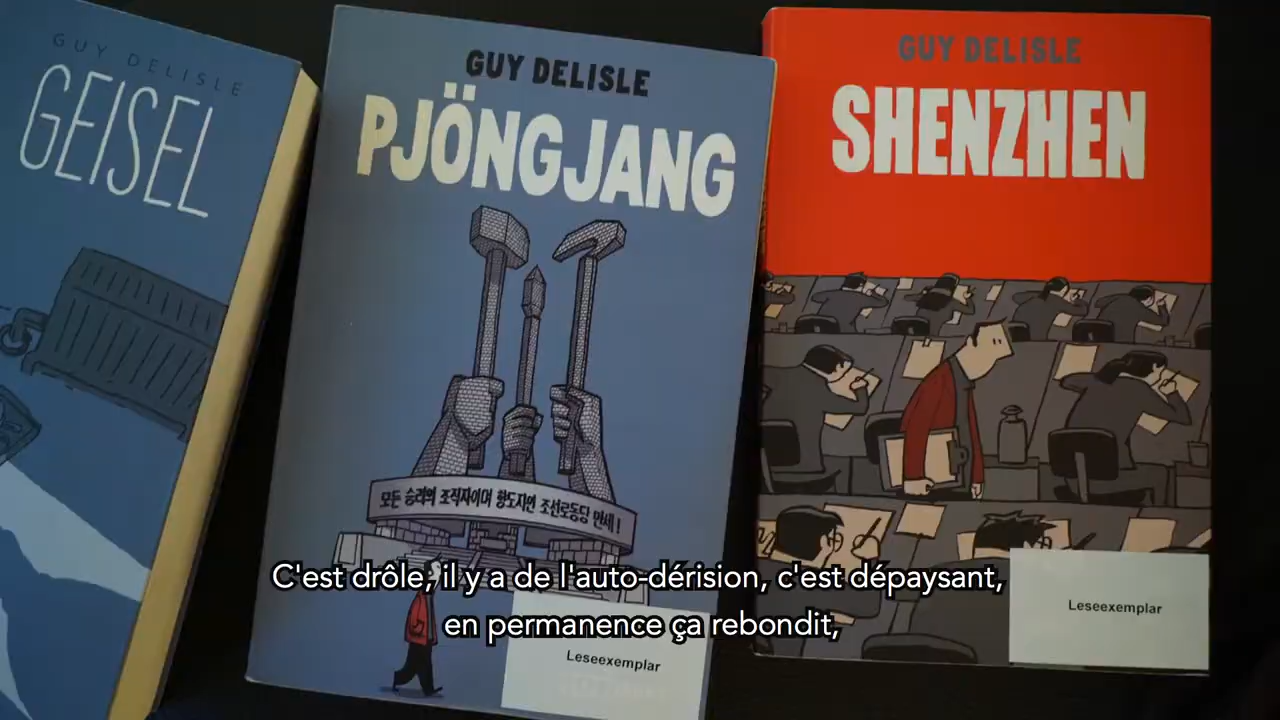 GUY DELISLE
GEISEL
GUY DELISLE
PJÖNGJANG
모든 승리의 조직자이며 향도자인 조선로동당 만세!
Leseexemplar
GUY DELISLE
SHENZHEN
Leseexemplar
C'est drôle, il y a de l'auto-dérision, c'est dépaysant,
en permanence ça rebondit,